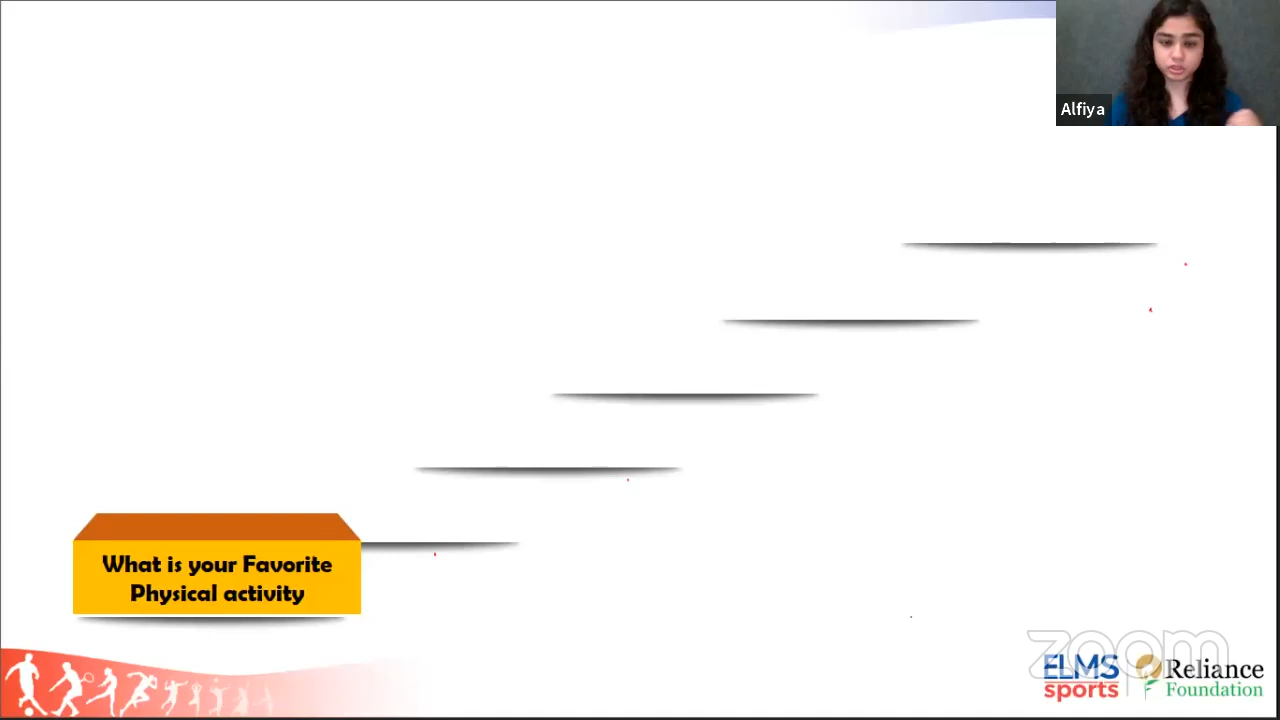 Alfiya
What is your Favorite
Physical activity
zoom
ELMS
sports
Reliance
Foundation